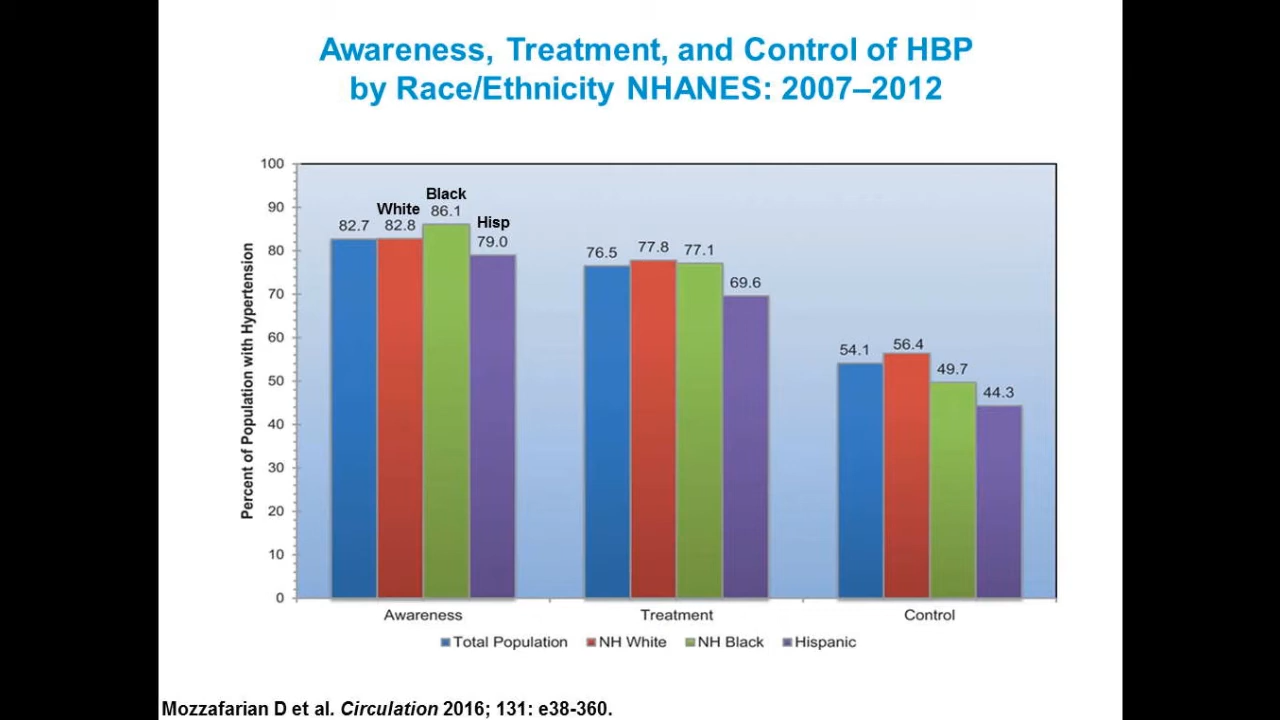 Awareness, Treatment, and Control of HBP
by Race/Ethnicity NHANES: 2007–2012
Percent of Population with Hypertension
100
90
80
70
60
50
40
30
20
10
0
White
Black
Hisp
82.7 82.8 86.1 79.0
76.5 77.8 77.1 69.6
54.1 56.4 49.7 44.3
Awareness Treatment Control
Total Population NH White NH Black Hispanic
Mozzafarian D et al. Circulation 2016; 131: e38-360.